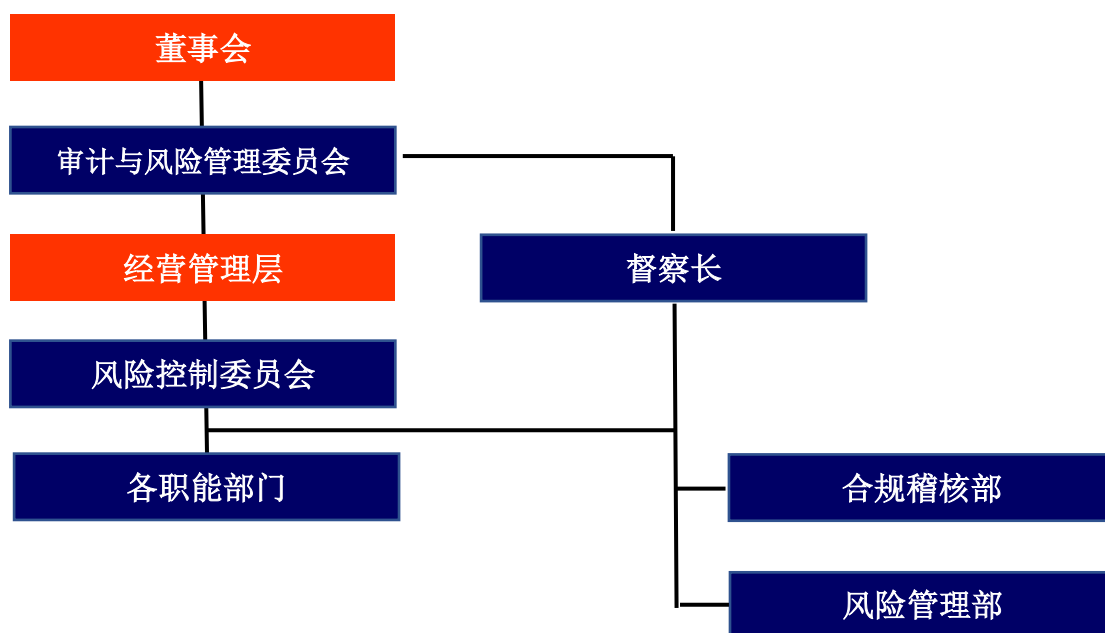 董事会
审计与风险管理委员会
经营管理层
督察长
风险控制委员会
各职能部门
合规稽核部
风险管理部